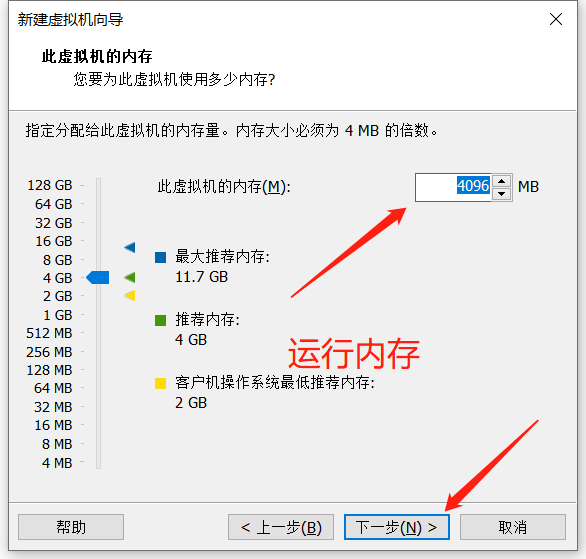 新建虚拟机向导
此虚拟机的内存
您要为此虚拟机使用多少内存?
指定分配给此虚拟机的内存量。内存大小必须为 4 MB 的倍数。
128 GB
64 GB
32 GB
16 GB
8 GB
4 GB
2 GB
1 GB
512 MB
256 MB
128 MB
64 MB
32 MB
16 MB
8 MB
4 MB
此虚拟机的内存(M): 4096 MB
最大推荐内存:
11.7 GB
推荐内存:
4 GB
运行内存
客户机操作系统最低推荐内存:
2 GB
帮助 < 上一步(B) 下一步(N) > 取消